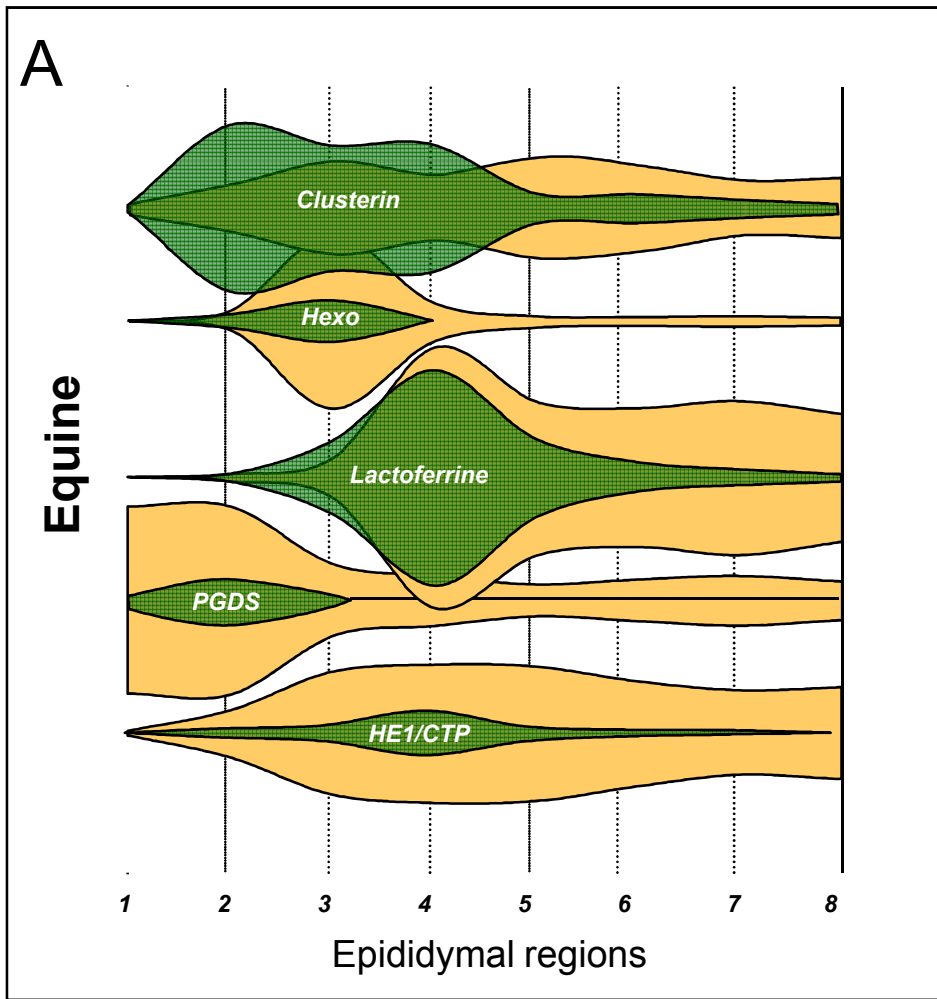 A
Clusterin
Hexo
Equine
Lactoferrine
PGDS
HE1/CTP
1 2 3 4 5 6 7 8
Epididymal regions